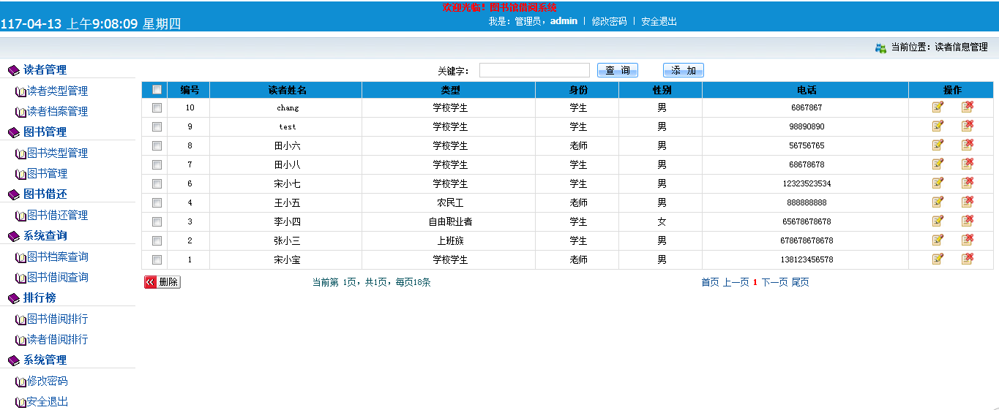 欢迎光临！图书馆借阅系统
117-04-13 上午9:08:09 星期四
我是：管理员，admin | 修改密码 | 安全退出
当前位置：读者信息管理
读者管理
读者类型管理
读者档案管理
图书管理
图书类型管理
图书管理
图书借还
图书借还管理
系统查询
图书档案查询
图书借阅查询
排行榜
图书借阅排行
读者借阅排行
系统管理
修改密码
安全退出
关键字： 查 询 添 加
编号 读者姓名 类型 身份 性别 电话 操作
10 chang 学校学生 学生 男 6867867
9 test 学校学生 学生 男 98890890
8 田小六 学校学生 老师 男 56756765
7 田小八 学校学生 学生 男 68678678
6 宋小七 学校学生 学生 男 12323523534
4 王小五 农民工 老师 男 888888888
3 李小四 自由职业者 学生 女 65678678678
2 张小三 上班族 学生 男 678678678678
1 宋小宝 学校学生 老师 男 138123456578
删除 当前第 1页，共1页，每页18条 首页 上一页 1 下一页 尾页